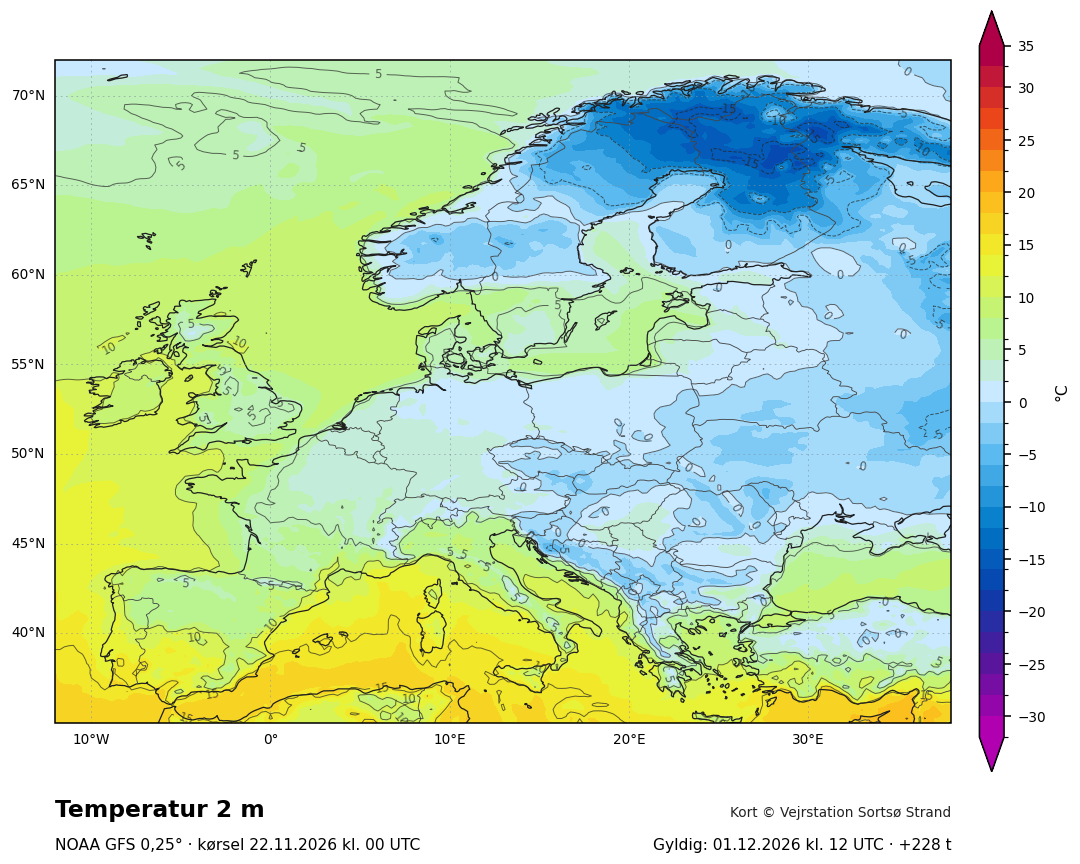 70°N
65°N
60°N
55°N
50°N
45°N
40°N
10°W
0°
10°E
20°E
30°E
35
30
25
20
15
10
5
0
−5
−10
−15
−20
−25
−30
°C
Temperatur 2 m
Kort © Vejrstation Sortsø Strand
NOAA GFS 0,25° · kørsel 22.11.2026 kl. 00 UTC
Gyldig: 01.12.2026 kl. 12 UTC · +228 t